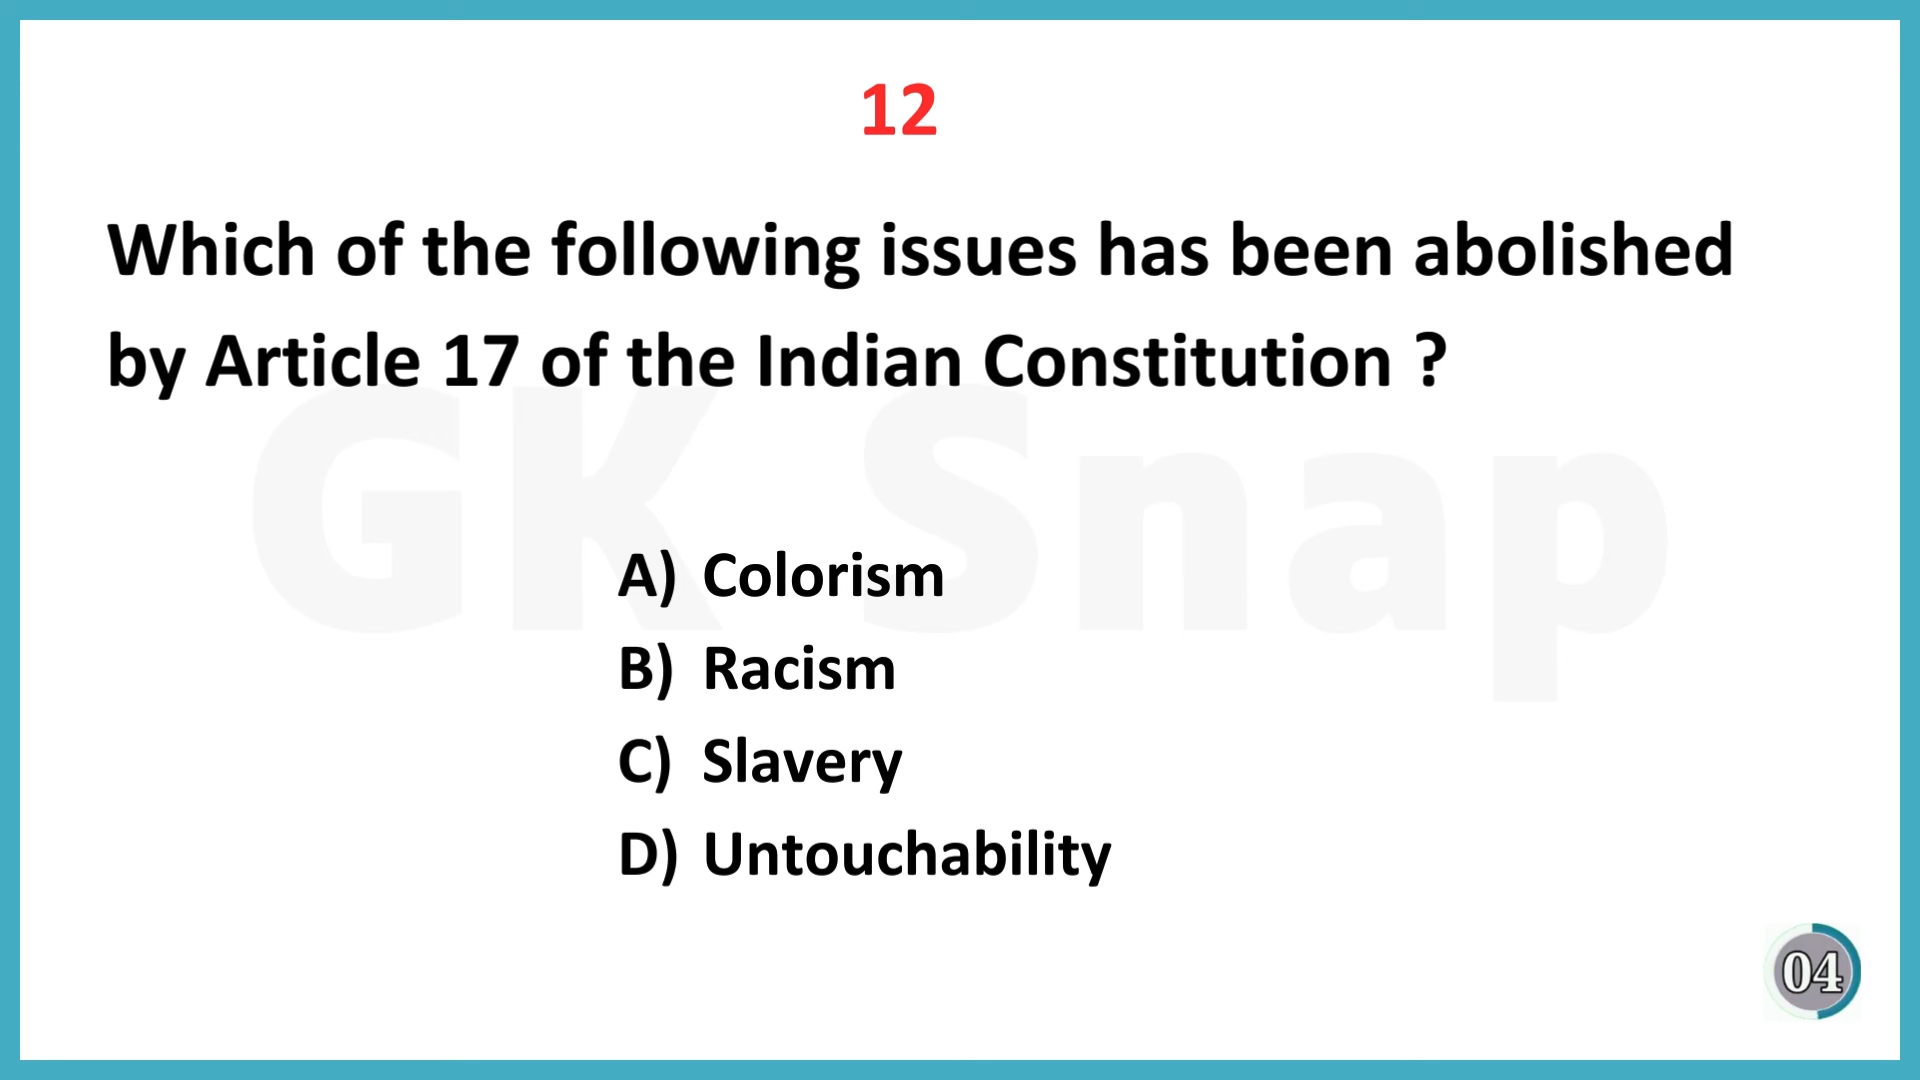 12
Which of the following issues has been abolished
by Article 17 of the Indian Constitution ?
GK Snap
A) Colorism
B) Racism
C) Slavery
D) Untouchability
04